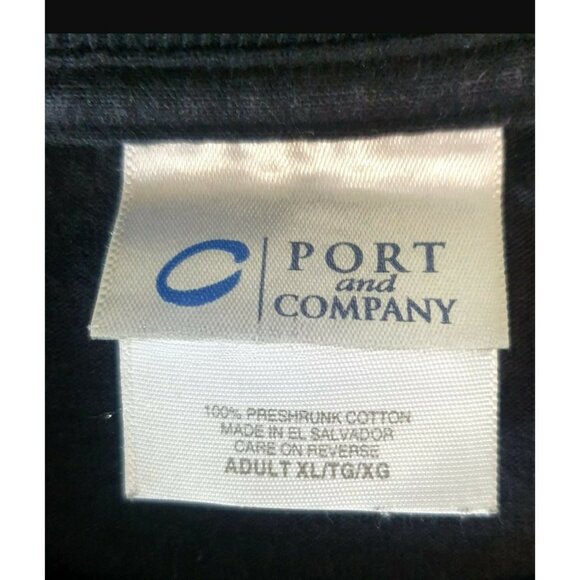 PORT
and
COMPANY
100% PRESHRUNK COTTON
MADE IN EL SALVADOR
CARE ON REVERSE
ADULT XL/TG/XG